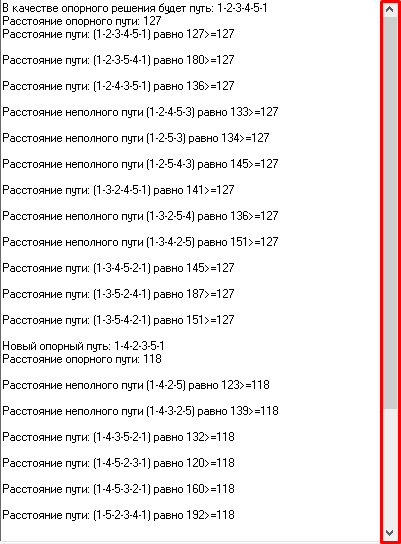 В качестве опорного решения будет путь: 1-2-3-4-5-1
Расстояние опорного пути: 127
Расстояние пути: (1-2-3-4-5-1) равно 127>=127
Расстояние пути: (1-2-3-5-4-1) равно 180>=127
Расстояние пути: (1-2-4-3-5-1) равно 136>=127
Расстояние неполного пути (1-2-4-5-3) равно 133>=127
Расстояние неполного пути (1-2-5-3) равно 134>=127
Расстояние неполного пути (1-2-5-4-3) равно 145>=127
Расстояние пути: (1-3-2-4-5-1) равно 141>=127
Расстояние неполного пути (1-3-2-5-4) равно 136>=127
Расстояние неполного пути (1-3-4-2-5) равно 151>=127
Расстояние пути: (1-3-4-5-2-1) равно 145>=127
Расстояние пути: (1-3-5-2-4-1) равно 187>=127
Расстояние пути: (1-3-5-4-2-1) равно 151>=127
Новый опорный путь: 1-4-2-3-5-1
Расстояние опорного пути: 118
Расстояние неполного пути (1-4-2-5) равно 123>=118
Расстояние неполного пути (1-4-3-2-5) равно 139>=118
Расстояние пути: (1-4-3-5-2-1) равно 132>=118
Расстояние пути: (1-4-5-2-3-1) равно 120>=118
Расстояние пути: (1-4-5-3-2-1) равно 160>=118
Расстояние пути: (1-5-2-3-4-1) равно 192>=118